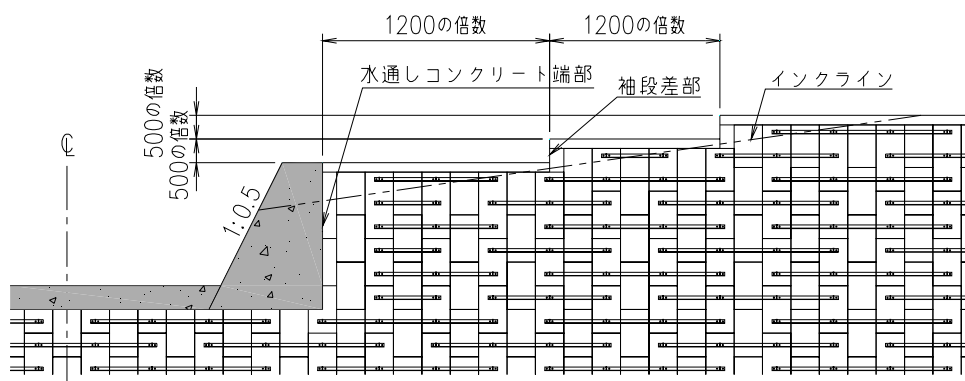 1200の倍数
1200の倍数
水通しコンクリート端部
袖段差部
インクライン
500の倍数
500の倍数
℄
1:0.5